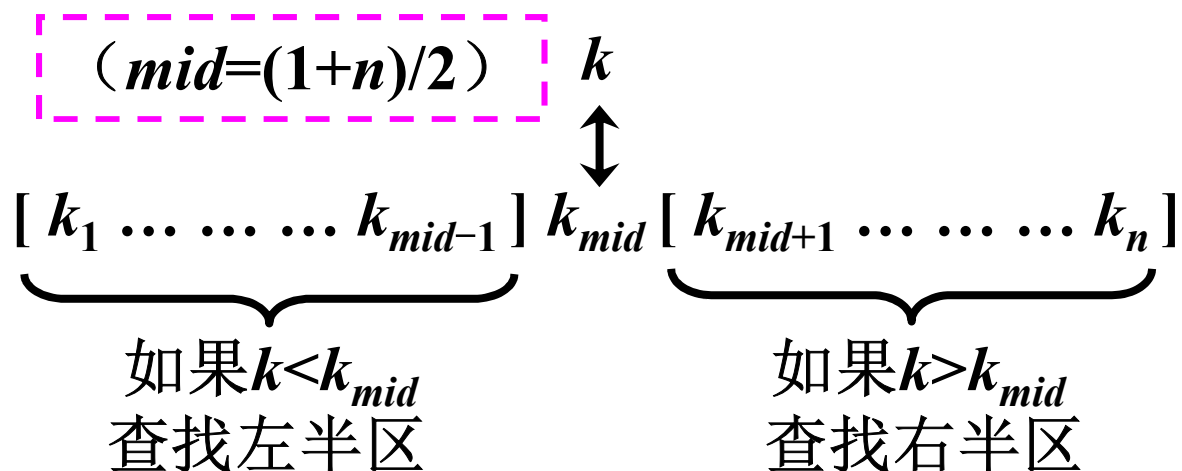 （mid=(1+n)/2） k
[ k1 … … … kmid−1 ] kmid [ kmid+1 … … … kn ]
如果k<kmid
查找左半区
如果k>kmid
查找右半区